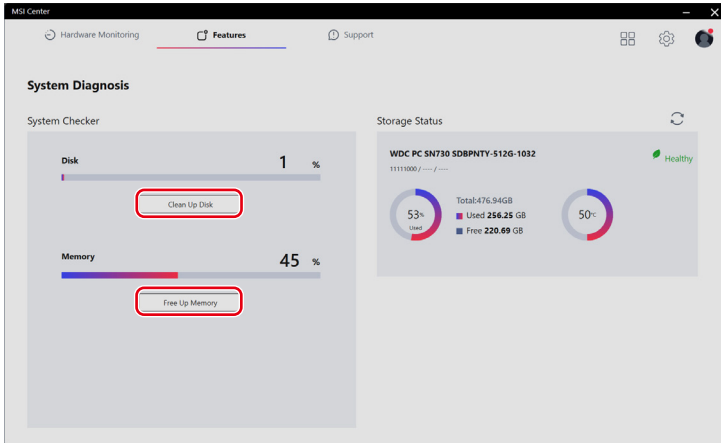 MSI Center
Hardware Monitoring
Features
Support
System Diagnosis
System Checker
Disk
1 %
Clean Up Disk
Memory
45 %
Free Up Memory
Storage Status
WDC PC SN730 SDBPNTY-512G-1032
11111000 / ---- / ----
Healthy
53%
Used
Total:476.94GB
Used 256.25 GB
Free 220.69 GB
50°C